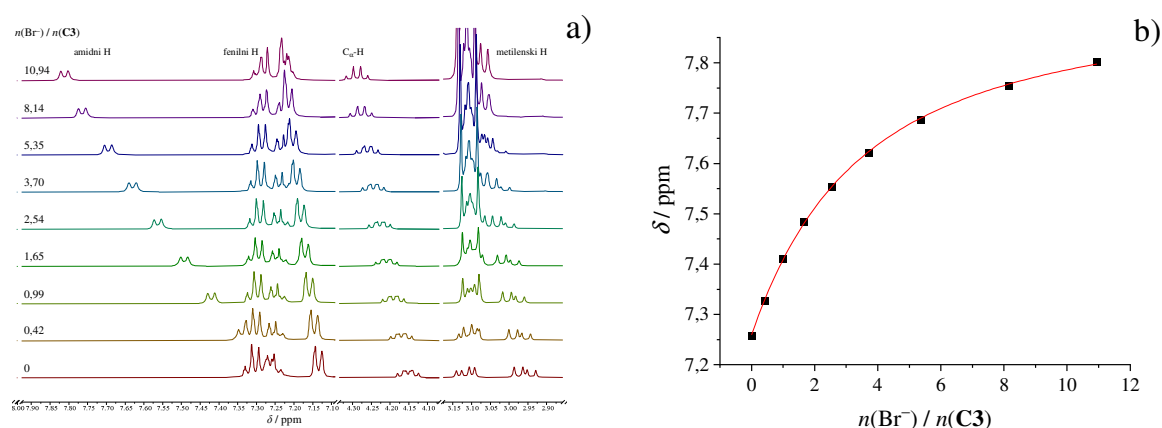 n(Br⁻) / n(C3)
amidni H
fenilni H
Cα-H
metilenski H
a)
10,94
8,14
5,35
3,70
2,54
1,65
0,99
0,42
0
8.00 7.90 7.85 7.80 7.75 7.70 7.65 7.60 7.55 7.50 7.45 7.40 7.35 7.30 7.25 7.20 7.15 7.10 4.30 4.25 4.20 4.15 4.10 3.15 3.10 3.05 3.00 2.95 2.90
δ / ppm
b)
7,8
7,7
7,6
7,5
7,4
7,3
7,2
δ / ppm
0 2 4 6 8 10 12
n(Br⁻) / n(C3)